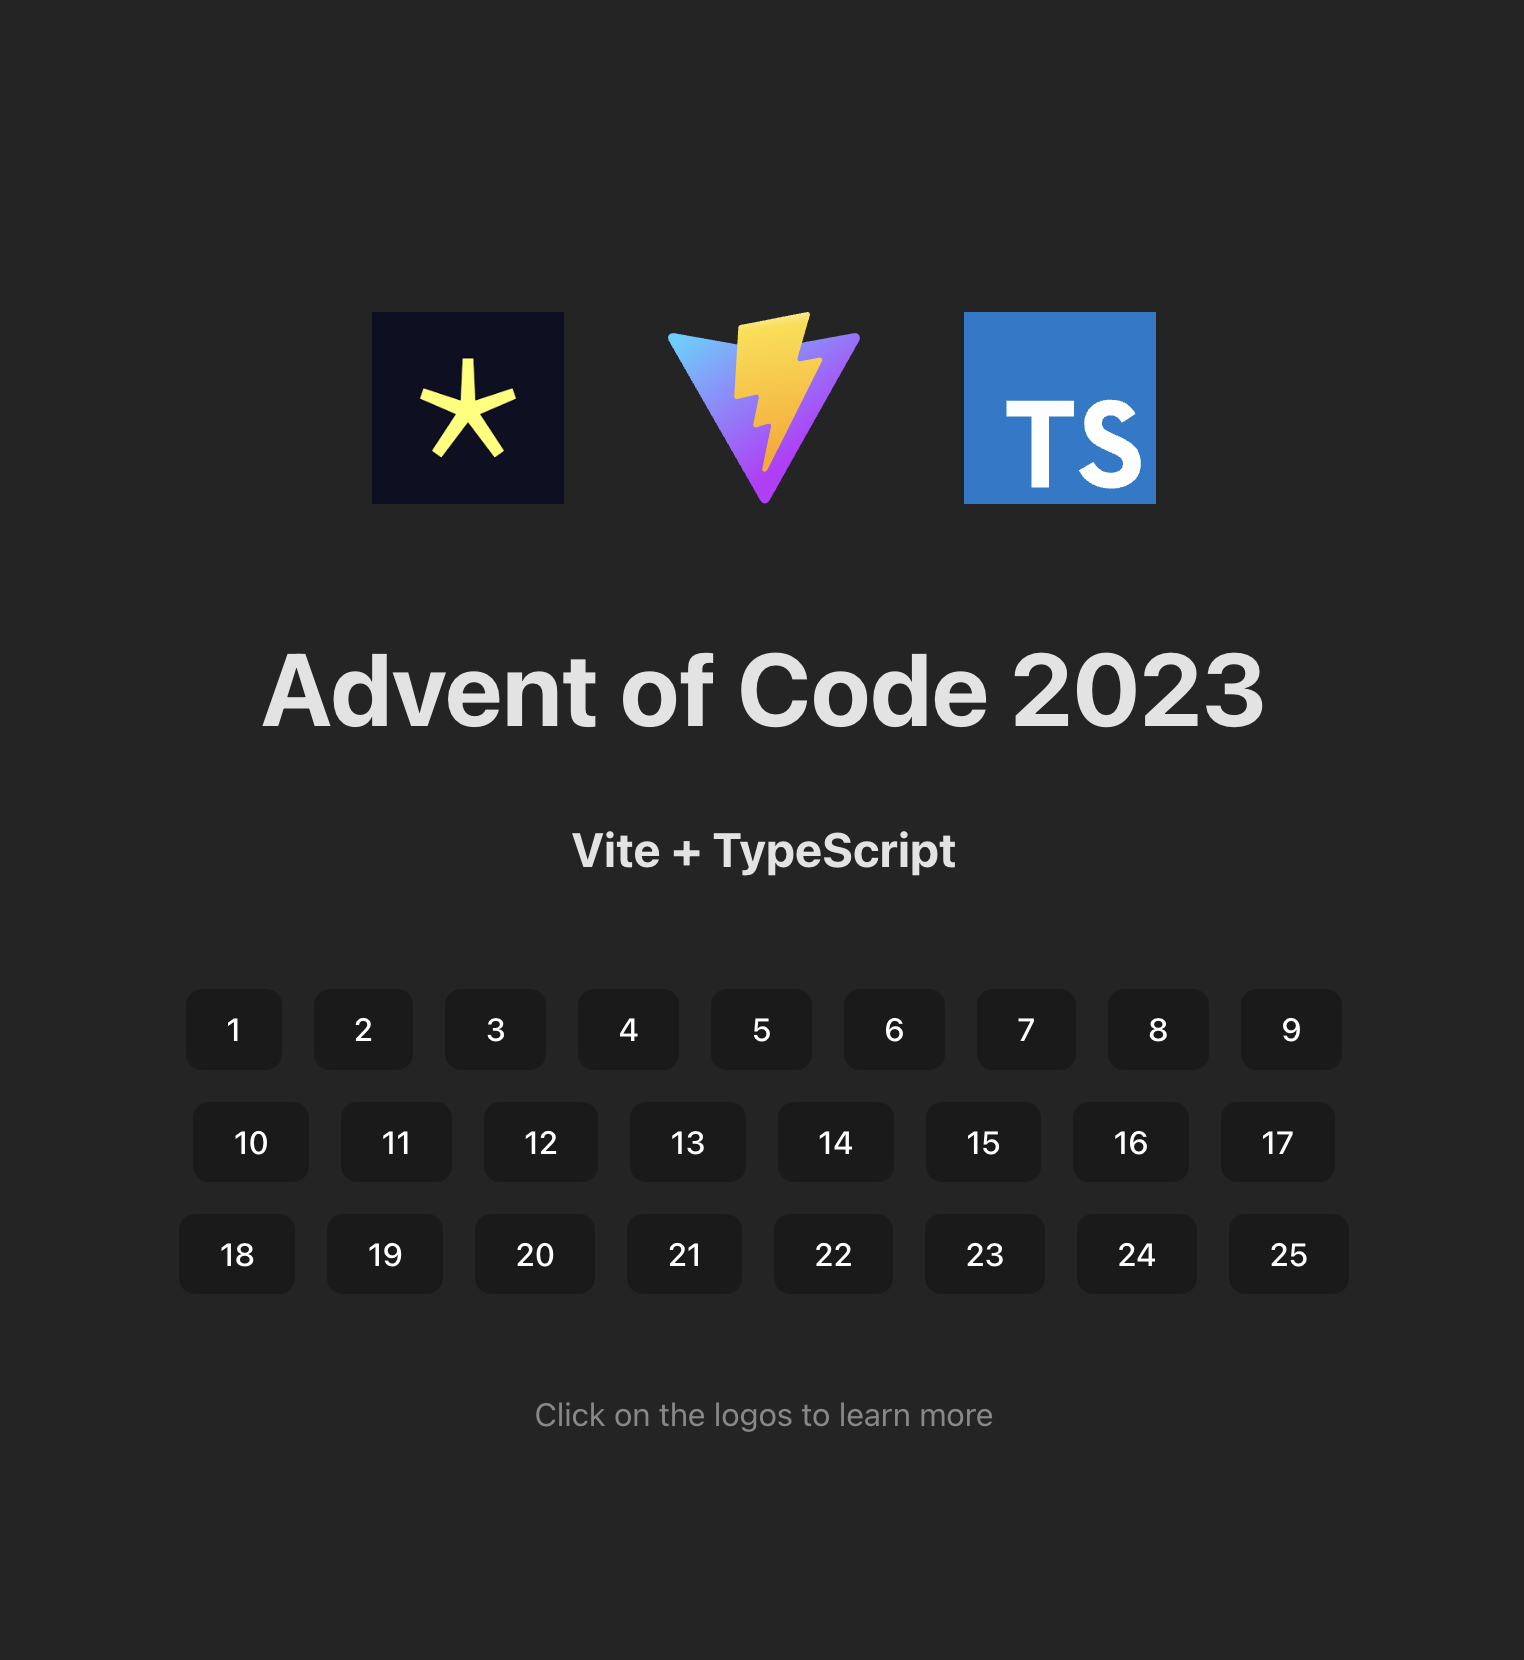 TS
Advent of Code 2023
Vite + TypeScript
1 2 3 4 5 6 7 8 9
10 11 12 13 14 15 16 17
18 19 20 21 22 23 24 25
Click on the logos to learn more